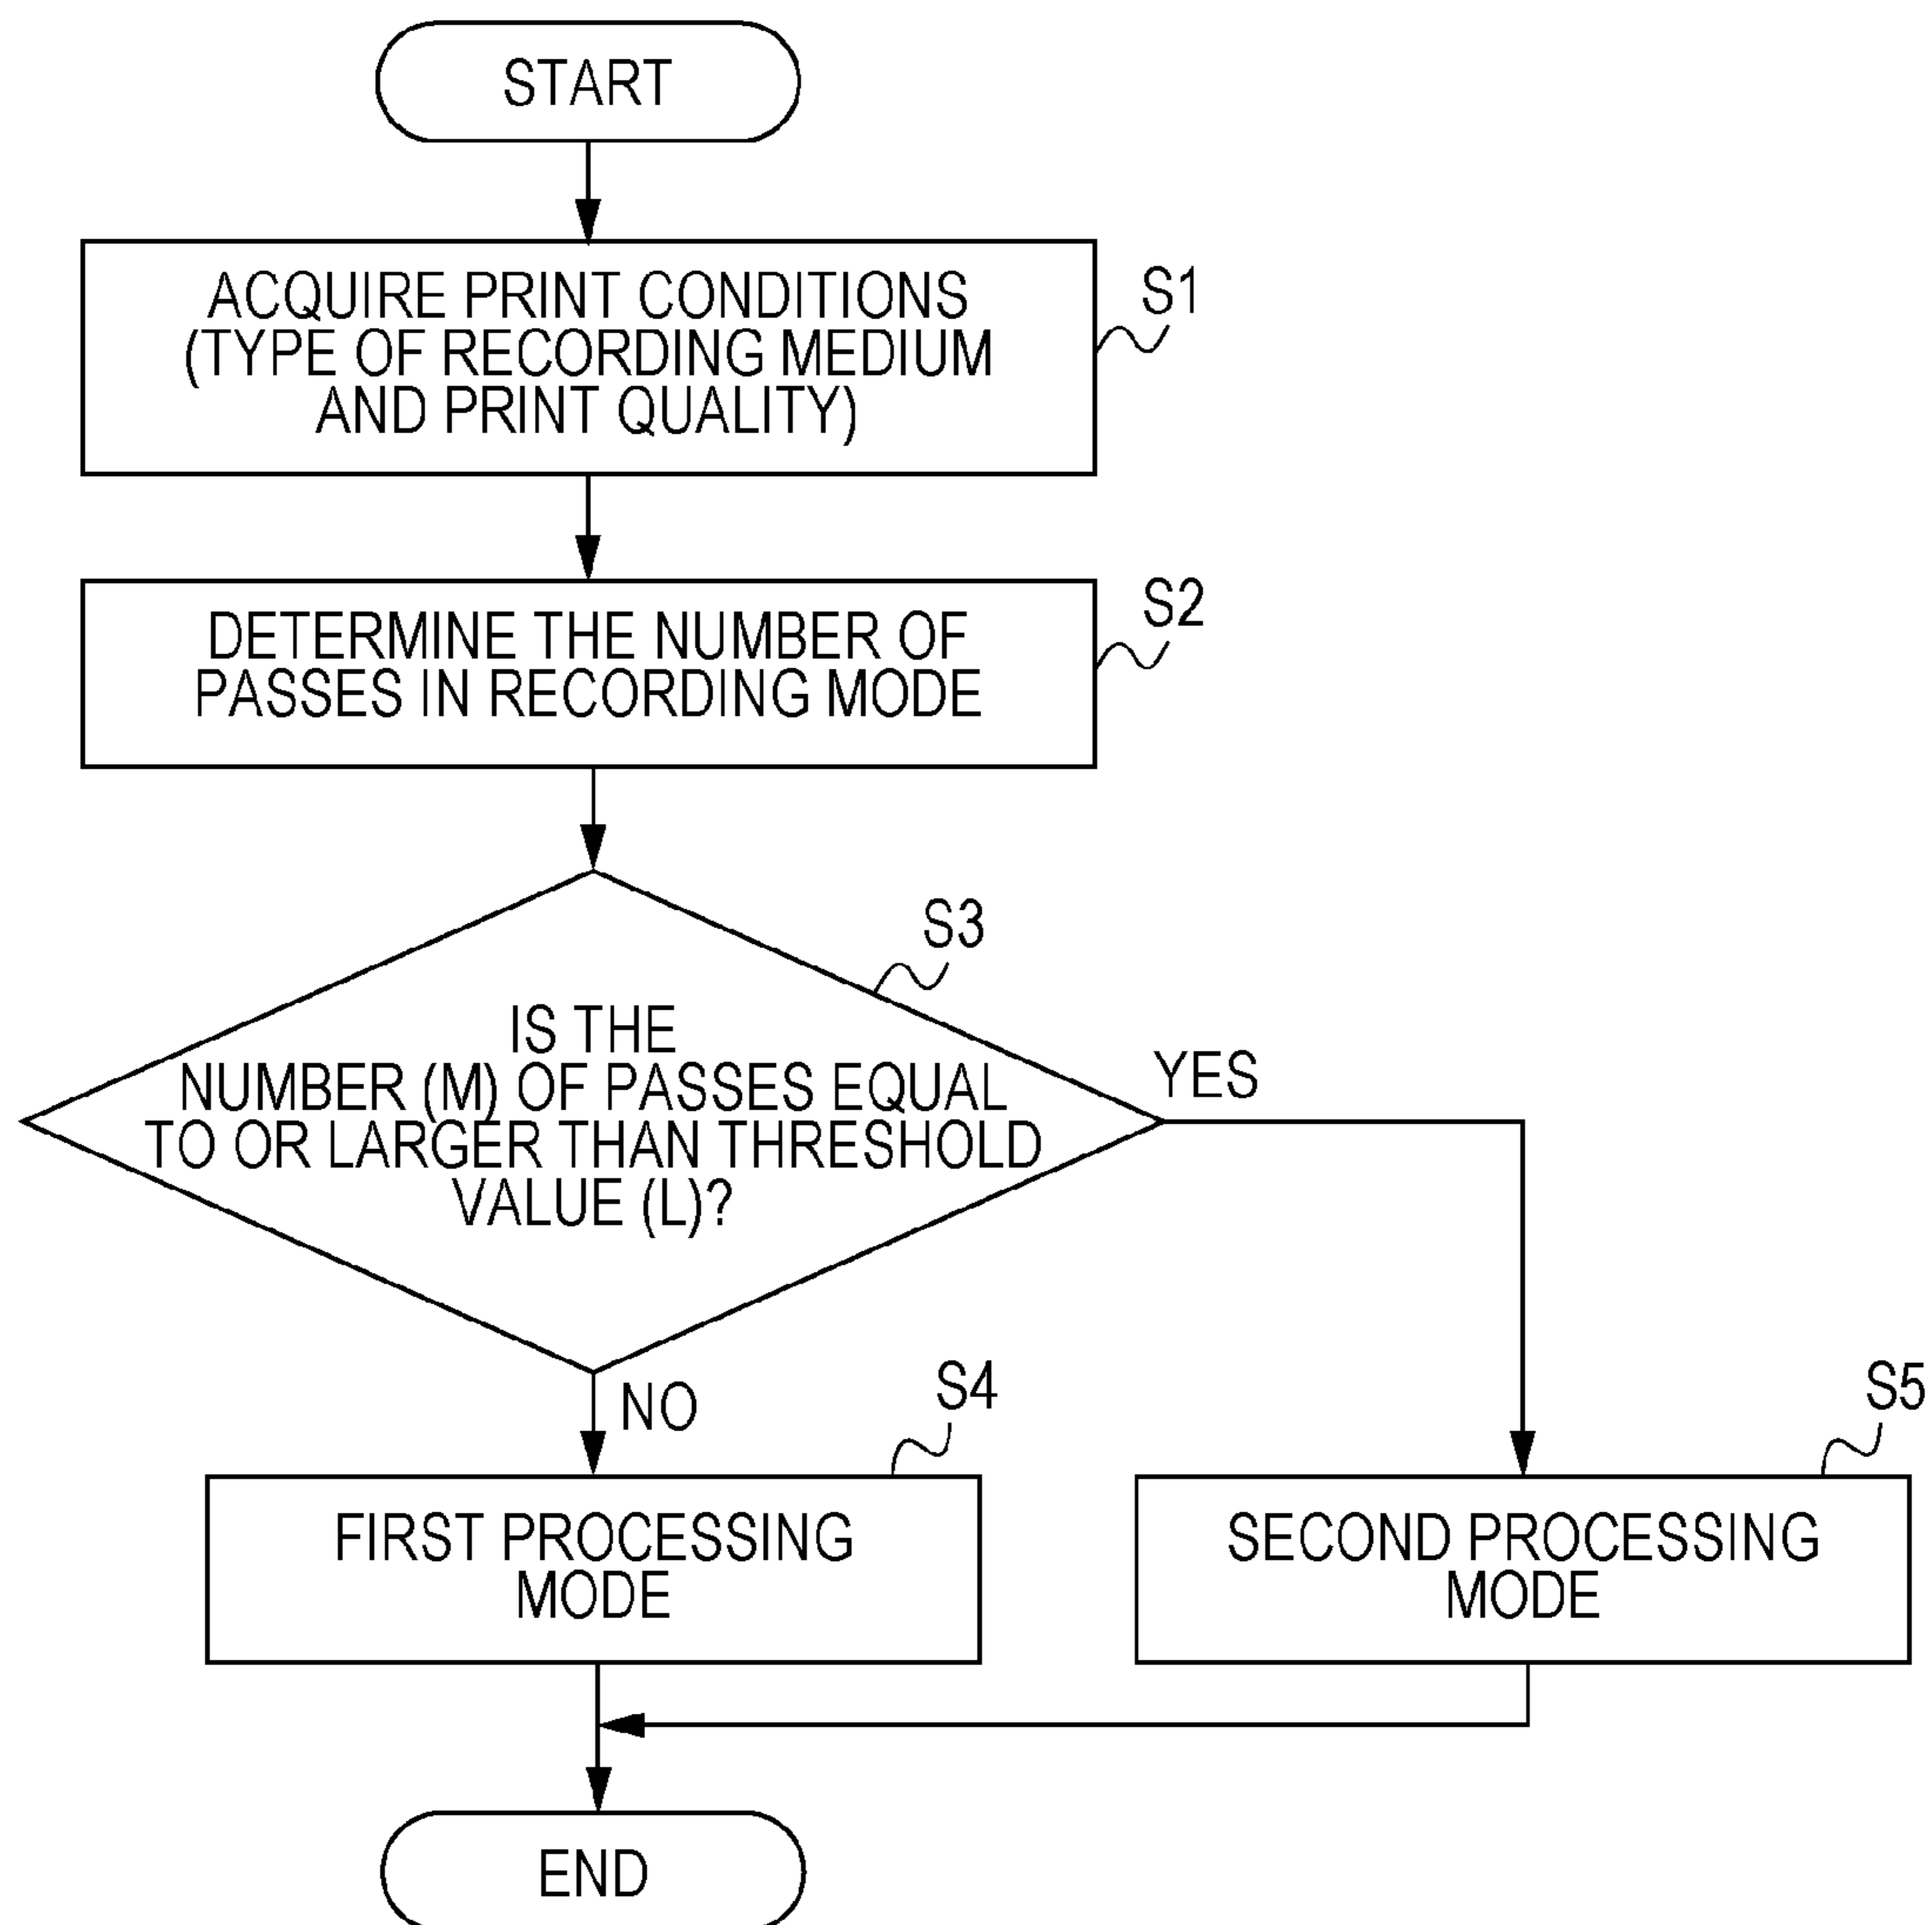 START
ACQUIRE PRINT CONDITIONS
(TYPE OF RECORDING MEDIUM
AND PRINT QUALITY)
S1
DETERMINE THE NUMBER OF
PASSES IN RECORDING MODE
S2
S3
IS THE
NUMBER (M) OF PASSES EQUAL
TO OR LARGER THAN THRESHOLD
VALUE (L)?
YES
NO
S4
FIRST PROCESSING
MODE
S5
SECOND PROCESSING
MODE
END